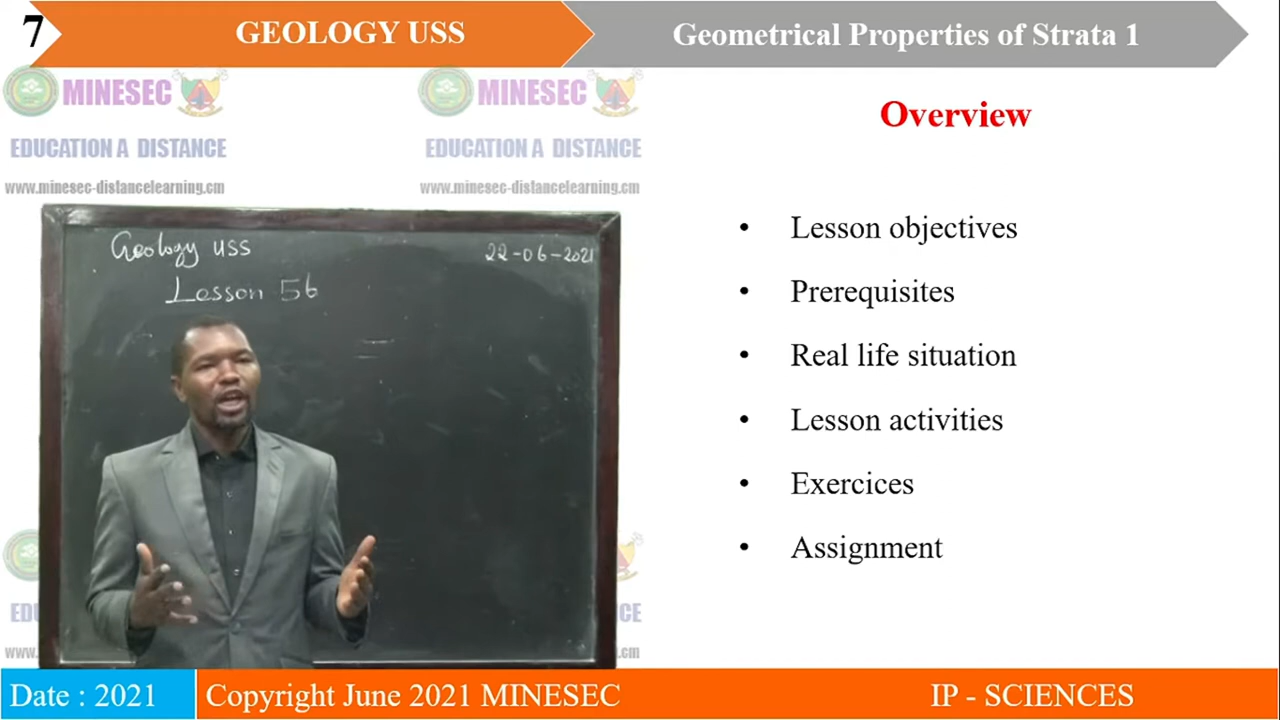 7
GEOLOGY USS
Geometrical Properties of Strata 1
MINESEC
MINESEC
EDUCATION A DISTANCE
EDUCATION A DISTANCE
www.minesec-distancelearning.cm
www.minesec-distancelearning.cm
Overview
Geology USS
22-06-2021
Lesson 56
• Lesson objectives
• Prerequisites
• Real life situation
• Lesson activities
• Exercices
• Assignment
Date : 2021
Copyright June 2021 MINESEC
IP - SCIENCES